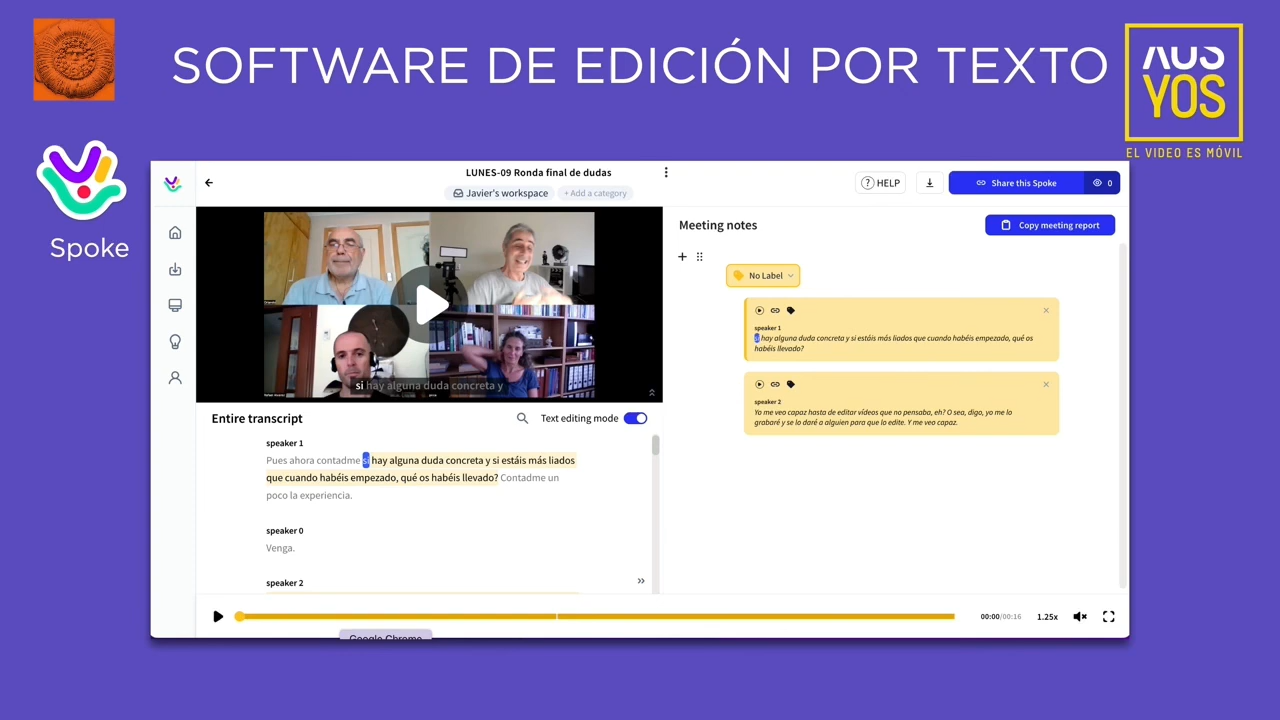 SOFTWARE DE EDICIÓN POR TEXTO
YOS
EL VIDEO ES MÓVIL
Spoke
LUNES-09 Ronda final de dudas
Javier's workspace
+ Add a category
? HELP
Share this Spoke
0
si hay alguna duda concreta y
Entire transcript
Text editing mode
speaker 1
Pues ahora contadme si hay alguna duda concreta y si estáis más liados
que cuando habéis empezado, qué os habéis llevado? Contadme un
poco la experiencia.
speaker 0
Venga.
speaker 2
Meeting notes
Copy meeting report
No Label
speaker 1
si hay alguna duda concreta y si estáis más liados que cuando habéis empezado, qué os
habéis llevado?
speaker 2
Yo me veo capaz hasta de editar vídeos que no pensaba, eh? O sea, digo, yo me lo
grabaré y se lo daré a alguien para que lo edite. Y me veo capaz.
00:00/00:16
1.25x
Google Chrome